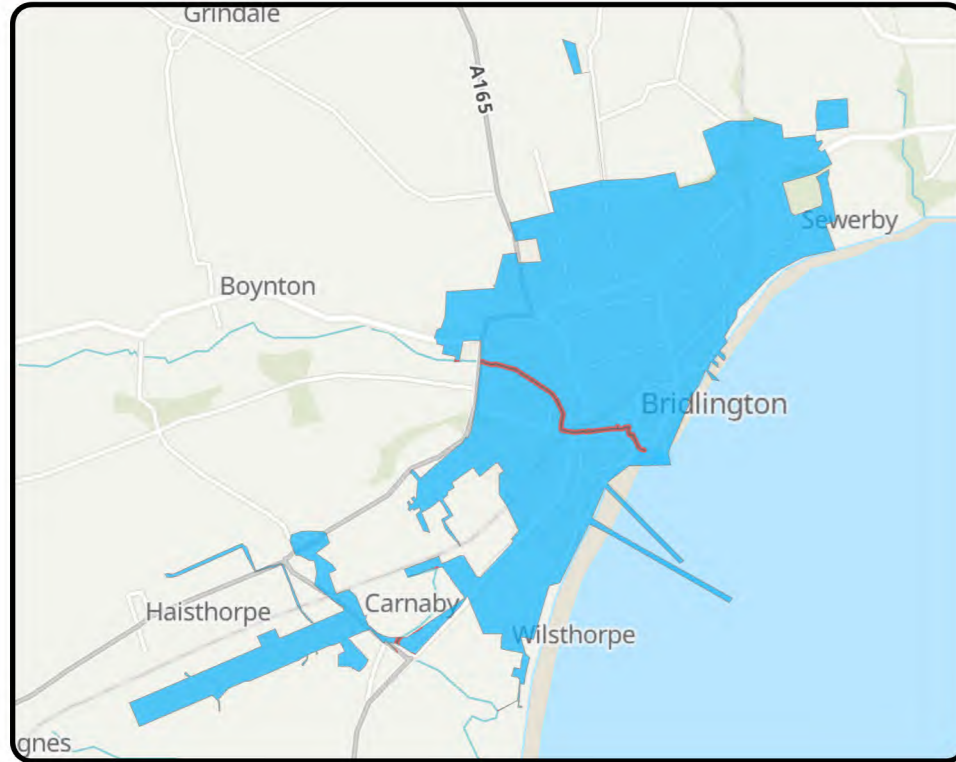 Grindale
A165
Sewerby
Boynton
Bridlington
Haisthorpe
Carnaby
Wilsthorpe
gnes